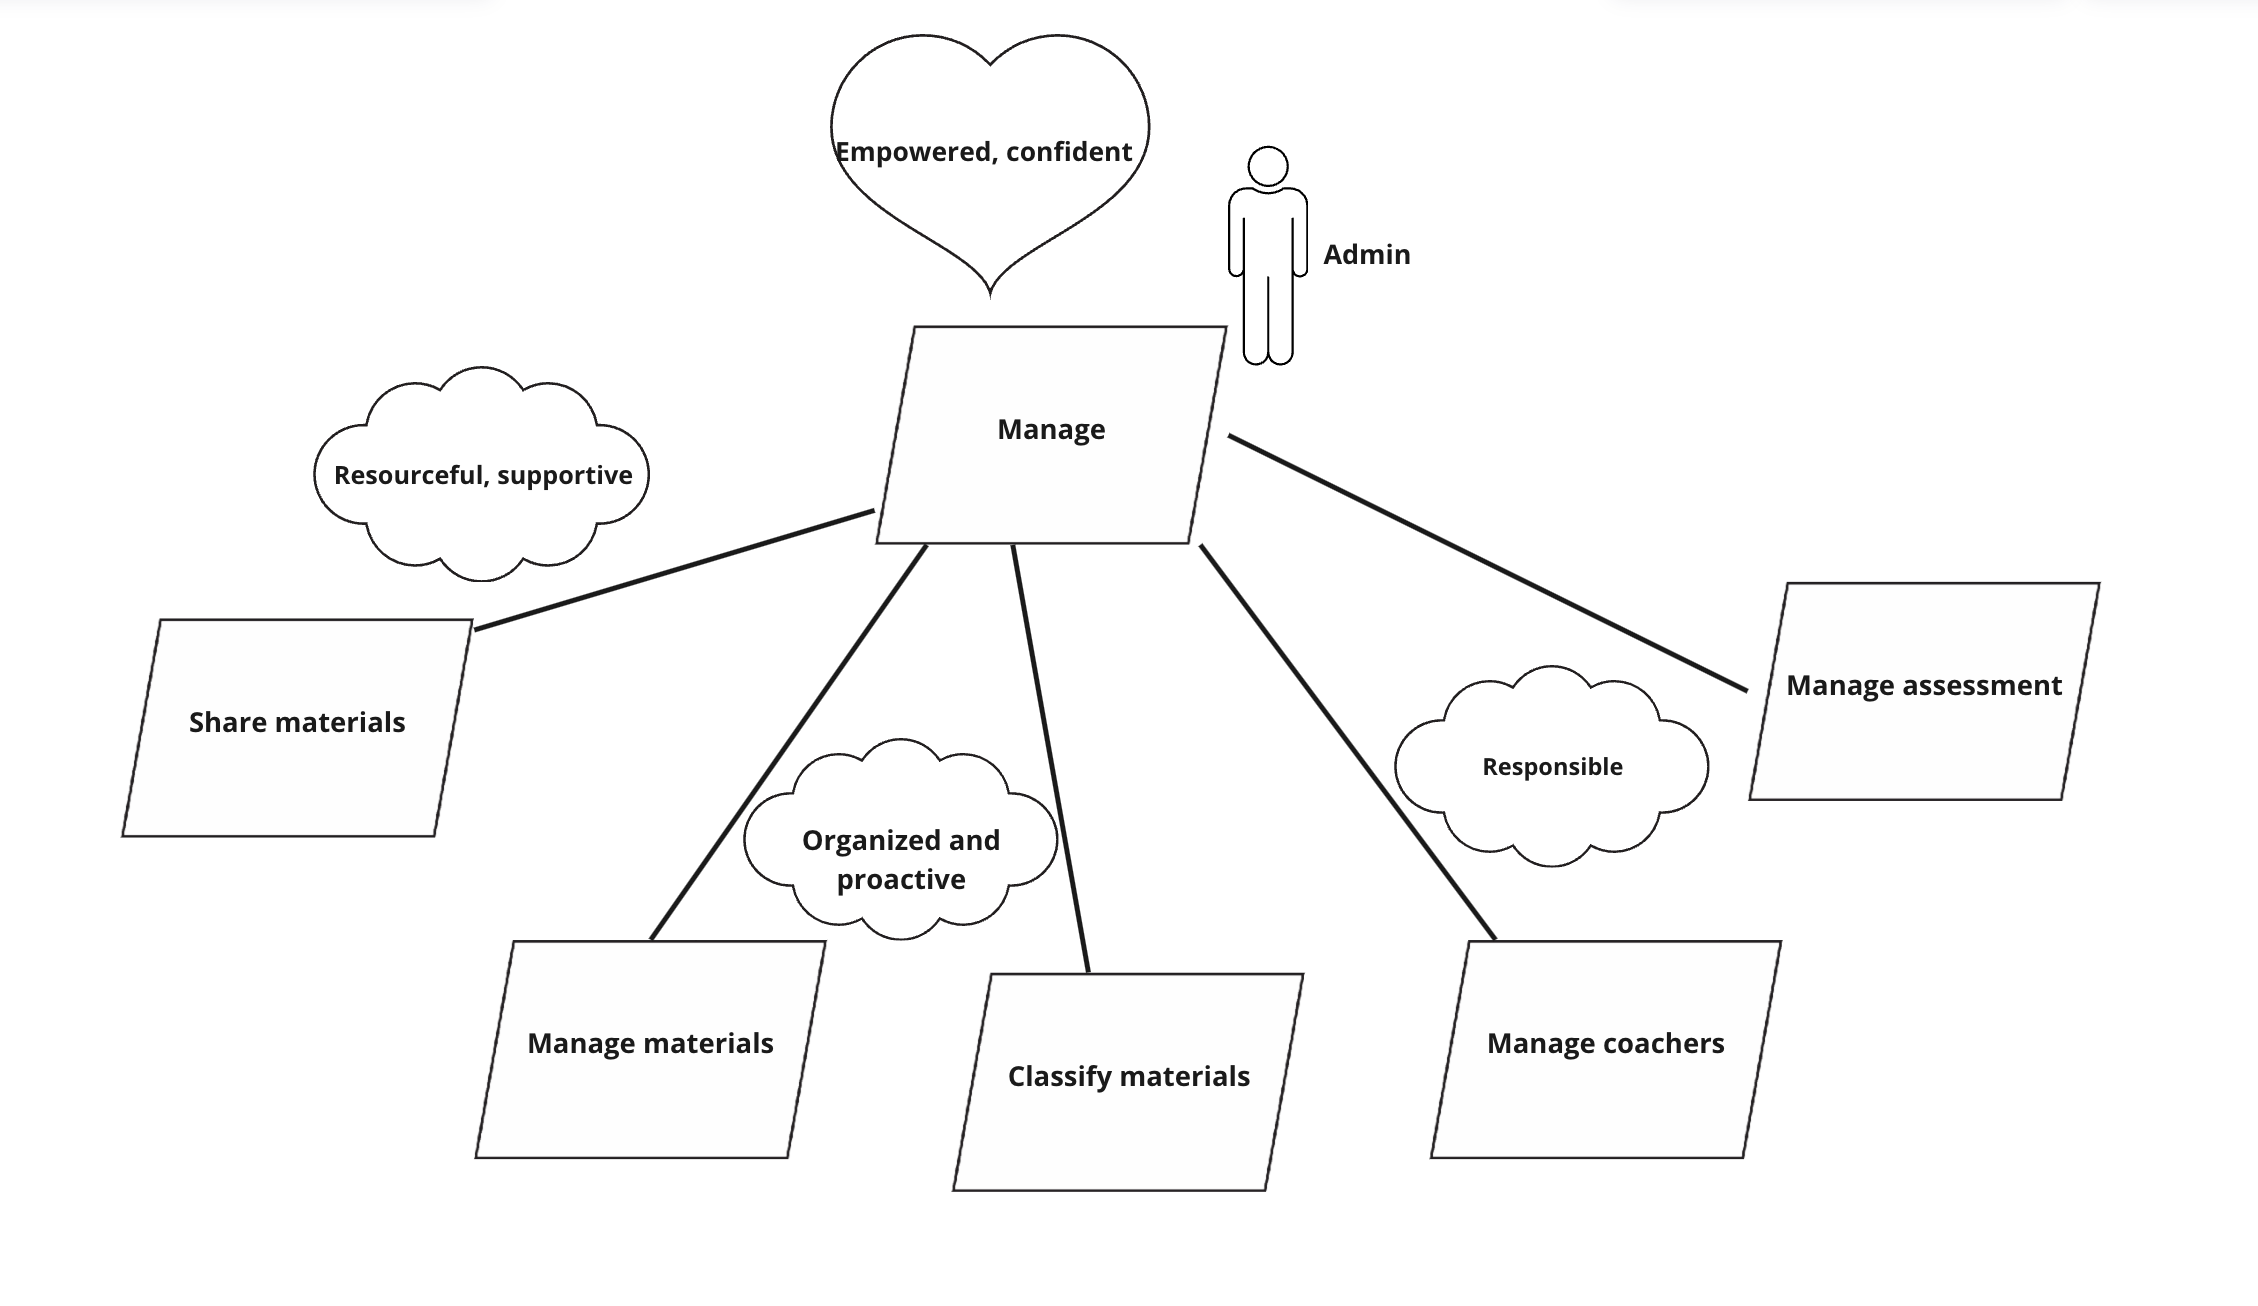 Empowered, confident
Admin
Manage
Resourceful, supportive
Share materials
Manage assessment
Responsible
Organized and
proactive
Manage materials
Classify materials
Manage coachers